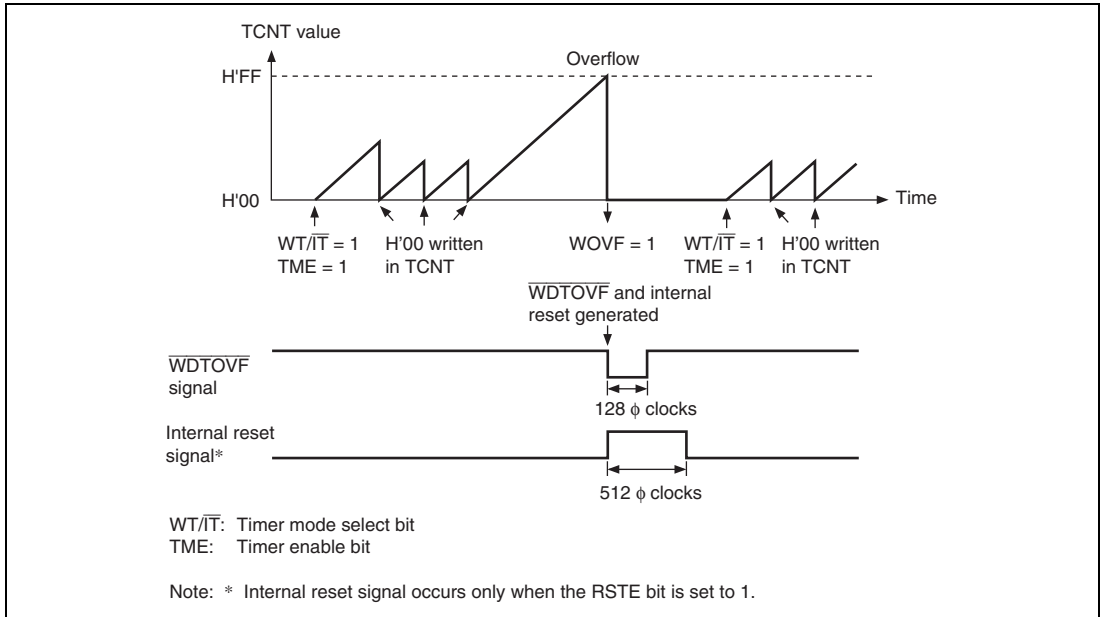 TCNT value
Overflow
H'FF
H'00
Time
WT/IT = 1
TME = 1
H'00 written
in TCNT
WOVF = 1
WT/IT = 1
TME = 1
H'00 written
in TCNT
WDTOVF and internal
reset generated
WDTOVF
signal
128 φ clocks
Internal reset
signal*
512 φ clocks
WT/IT: Timer mode select bit
TME: Timer enable bit
Note: * Internal reset signal occurs only when the RSTE bit is set to 1.